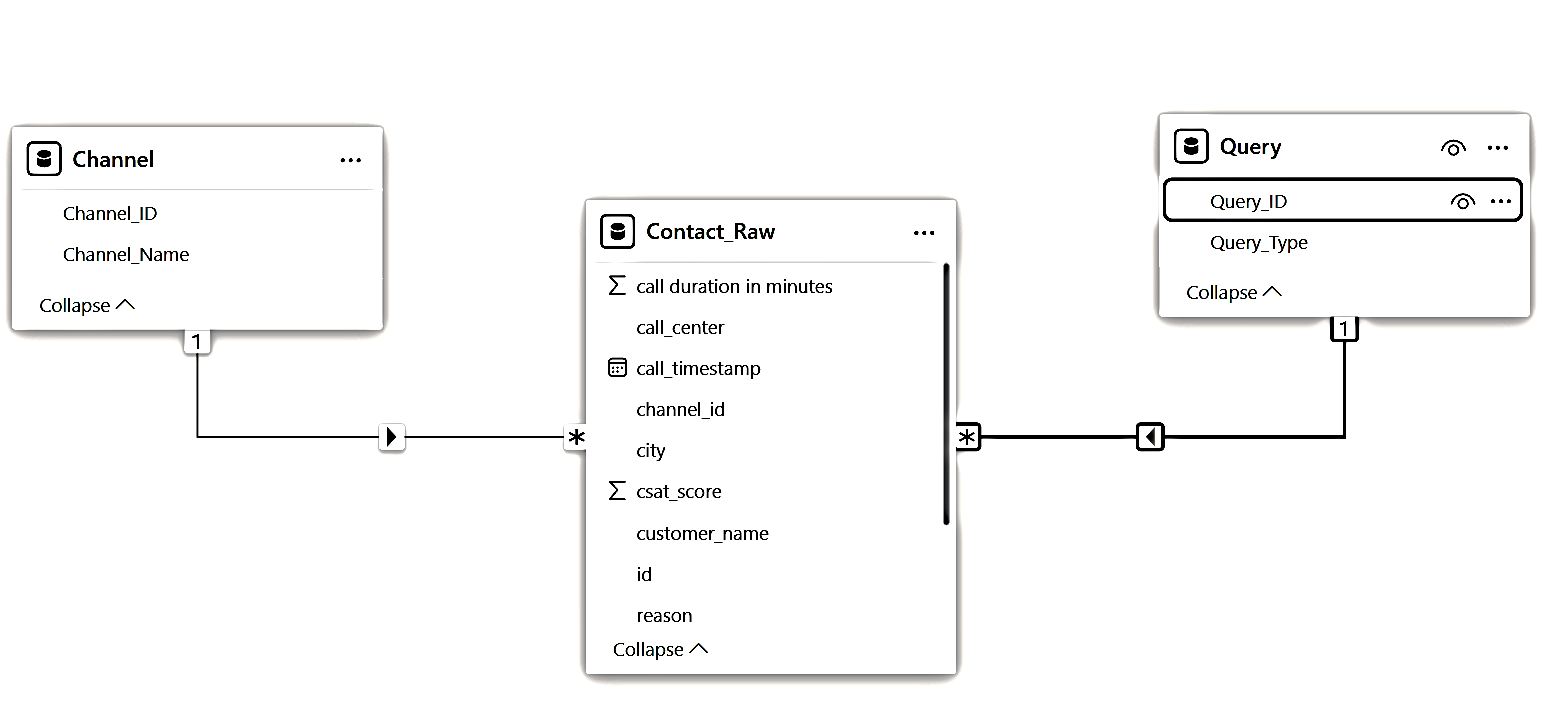 Channel
Channel_ID
Channel_Name
Collapse
1
*
Contact_Raw
call duration in minutes
call_center
call_timestamp
channel_id
city
csat_score
customer_name
id
reason
Collapse
Query
Query_ID
Query_Type
Collapse
1
*